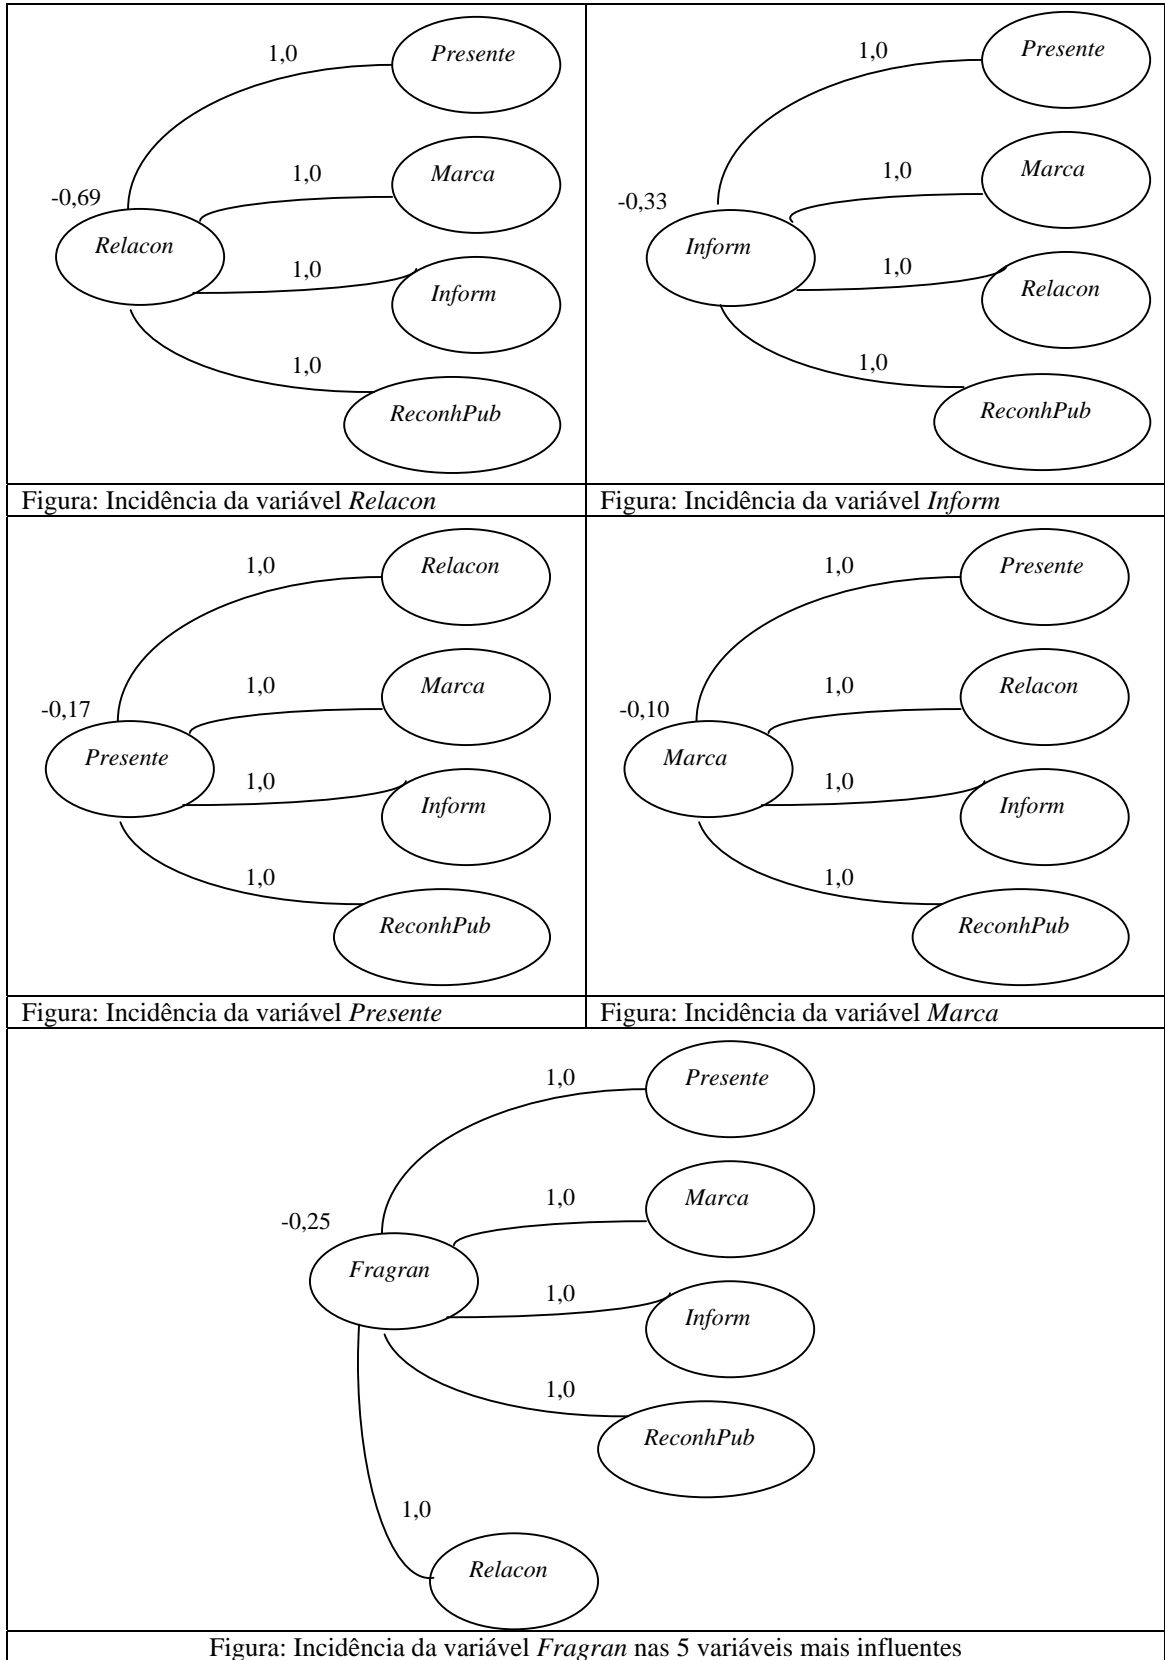 1,0
Presente
1,0
Marca
-0,69
Relacon
1,0
Inform
1,0
ReconhPub
Figura: Incidência da variável Relacon
1,0
Presente
1,0
Marca
-0,33
Inform
1,0
Relacon
1,0
ReconhPub
Figura: Incidência da variável Inform
1,0
Relacon
1,0
Marca
-0,17
Presente
1,0
Inform
1,0
ReconhPub
Figura: Incidência da variável Presente
1,0
Presente
1,0
Relacon
-0,10
Marca
1,0
Inform
1,0
ReconhPub
Figura: Incidência da variável Marca
1,0
Presente
1,0
Marca
-0,25
Fragran
1,0
Inform
1,0
ReconhPub
1,0
Relacon
Figura: Incidência da variável Fragran nas 5 variáveis mais influentes